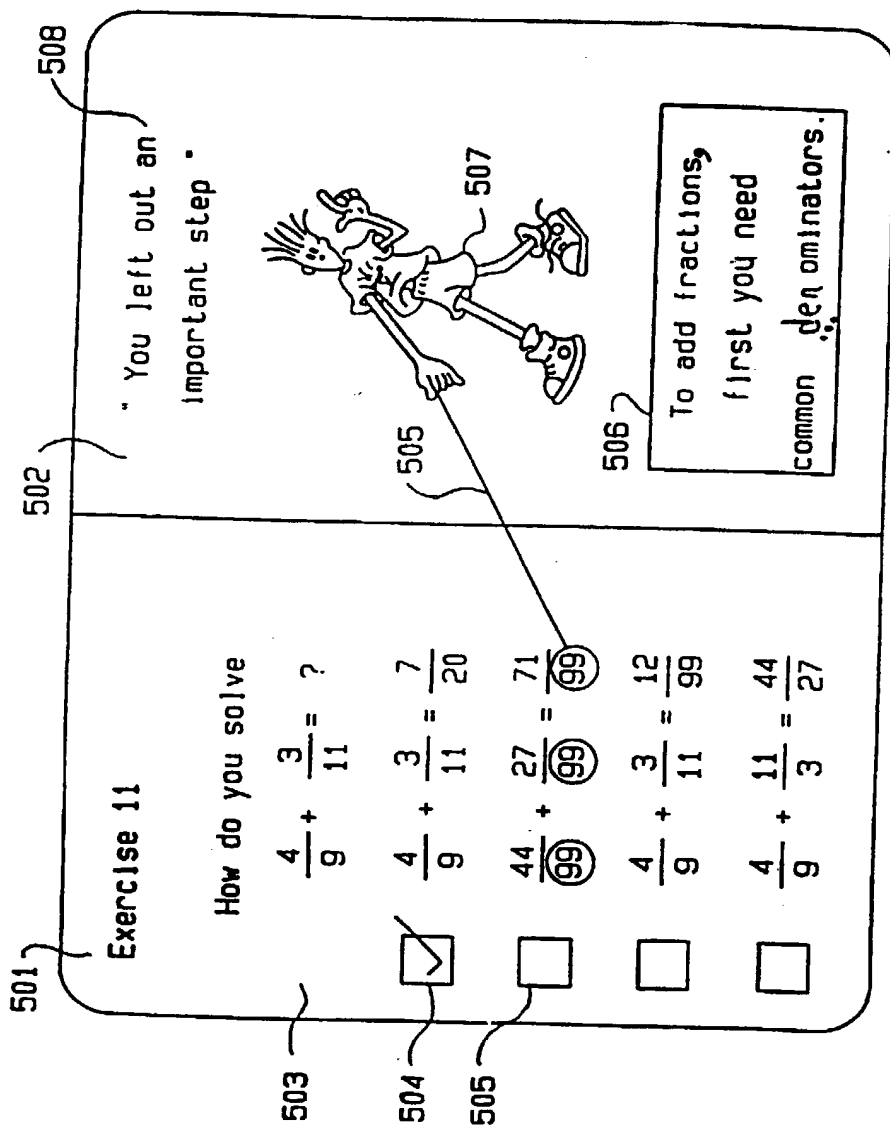 501
502
508
Exercise 11
How do you solve
503
4/9 + 3/11 = ?
504
4/9 + 3/11 = 7/20
505
44/99 + 27/99 = 71/99
4/9 + 3/11 = 12/99
4/9 + 11/3 = 44/27
" You left out an
important step "
505
507
506
To add fractions,
first you need
common den ominators.